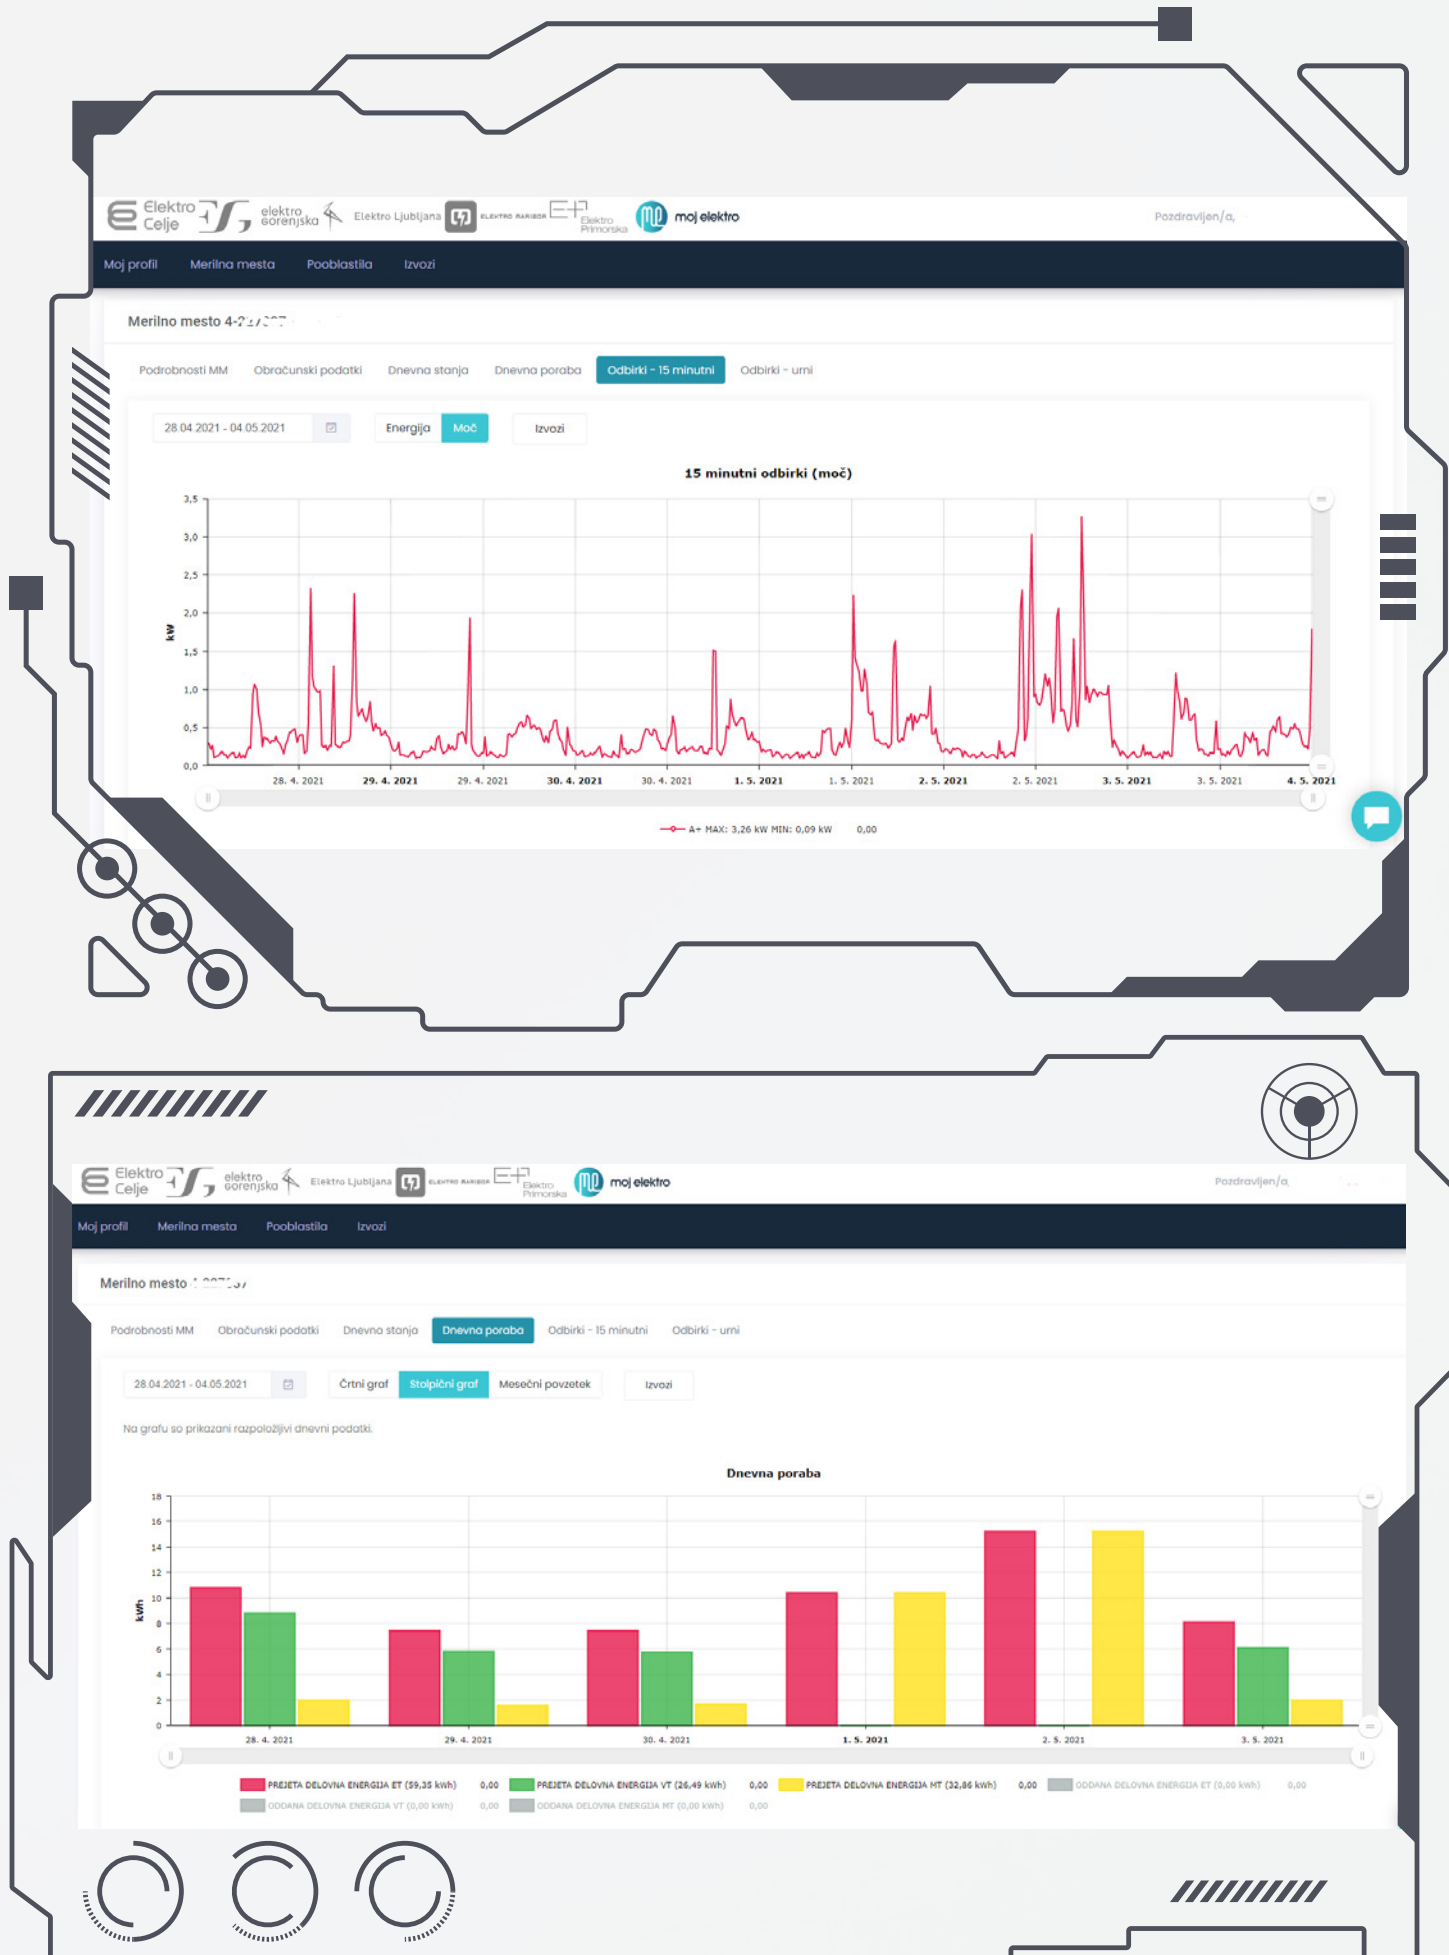 Elektro Celje
elektro gorenjska
Elektro Ljubljana
ELEKTRO MARIBOR
E+ Elektro Primorska
moj elektro
Pozdravljen/a,
Moj profil Merilna mesta Pooblastila Izvozi
Merilno mesto
Podrobnosti MM Obračunski podatki Dnevna stanja Dnevna poraba Odbirki - 15 minutni Odbirki - urni
28.04.2021 - 04.05.2021 Energija Moč Izvozi
15 minutni odbirki (moč)
3,5
3,0
2,5
2,0
1,5
1,0
0,5
0,0
kW
28. 4. 2021 29. 4. 2021 29. 4. 2021 30. 4. 2021 30. 4. 2021 1. 5. 2021 1. 5. 2021 2. 5. 2021 2. 5. 2021 3. 5. 2021 3. 5. 2021 4. 5. 2021
A+ MAX: 3,26 kW MIN: 0,09 kW 0,00
Elektro Celje
elektro gorenjska
Elektro Ljubljana
ELEKTRO MARIBOR
E+ Elektro Primorska
moj elektro
Pozdravljen/a,
Moj profil Merilna mesta Pooblastila Izvozi
Merilno mesto
Podrobnosti MM Obračunski podatki Dnevna stanja Dnevna poraba Odbirki - 15 minutni Odbirki - urni
28.04.2021 - 04.05.2021 Črtni graf Stolpični graf Mesečni povzetek Izvozi
Na grafu so prikazani razpoložljivi dnevni podatki.
Dnevna poraba
18
16
14
12
10
8
6
4
2
0
kWh
28. 4. 2021 29. 4. 2021 30. 4. 2021 1. 5. 2021 2. 5. 2021 3. 5. 2021
PREJETA DELOVNA ENERGIJA ET (59,35 kWh) 0,00 PREJETA DELOVNA ENERGIJA VT (26,49 kWh) 0,00 PREJETA DELOVNA ENERGIJA MT (32,86 kWh) 0,00 ODDANA DELOVNA ENERGIJA ET (0,00 kWh) 0,00
ODDANA DELOVNA ENERGIJA VT (0,00 kWh) 0,00 ODDANA DELOVNA ENERGIJA MT (0,00 kWh) 0,00